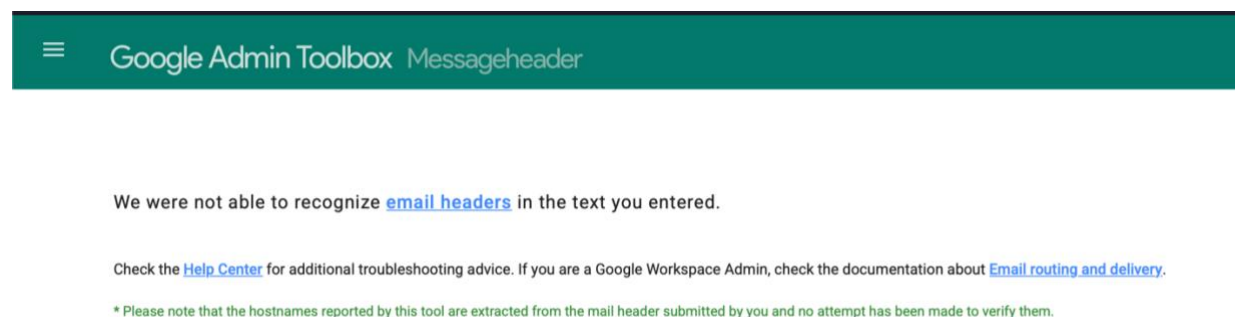 Google Admin Toolbox Messageheader
We were not able to recognize email headers in the text you entered.
Check the Help Center for additional troubleshooting advice. If you are a Google Workspace Admin, check the documentation about Email routing and delivery.
* Please note that the hostnames reported by this tool are extracted from the mail header submitted by you and no attempt has been made to verify them.